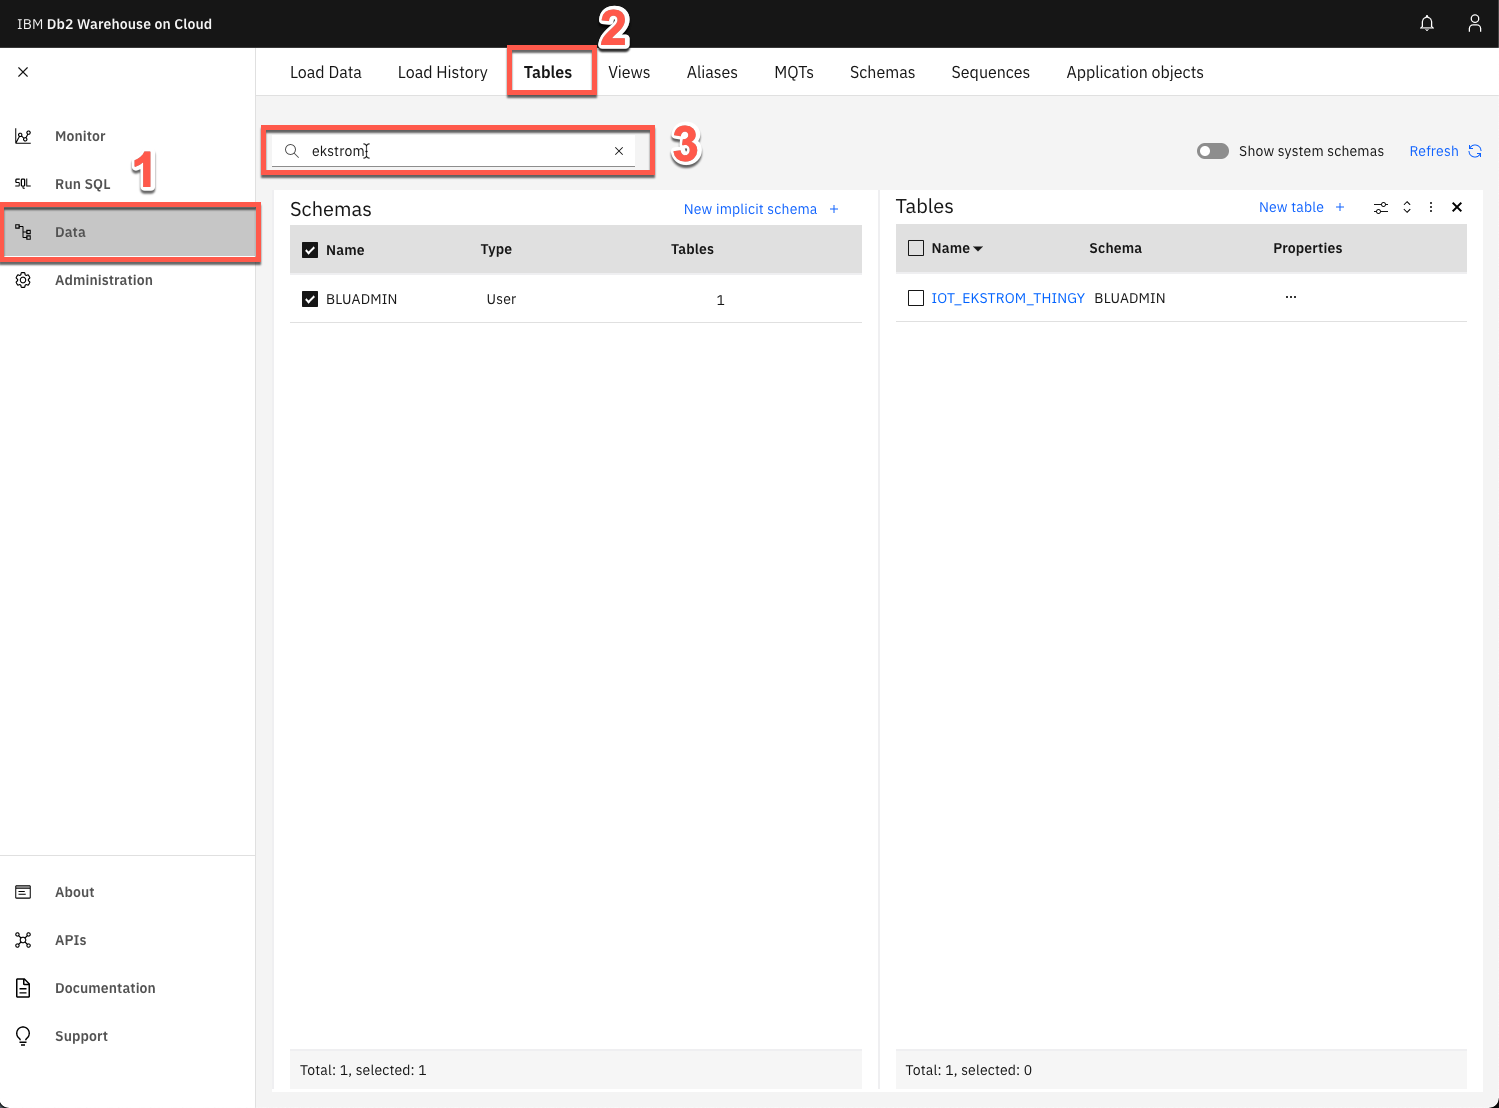 IBM Db2 Warehouse on Cloud
2
Load Data Load History Tables Views Aliases MQTs Schemas Sequences Application objects
Monitor
1
SQL Run SQL
Data
Administration
ekstrom
3
Show system schemas Refresh
Schemas New implicit schema +
Name Type Tables
BLUADMIN User 1
Tables New table +
Name Schema Properties
IOT_EKSTROM_THINGY BLUADMIN ...
About
APIs
Documentation
Support
Total: 1, selected: 1
Total: 1, selected: 0